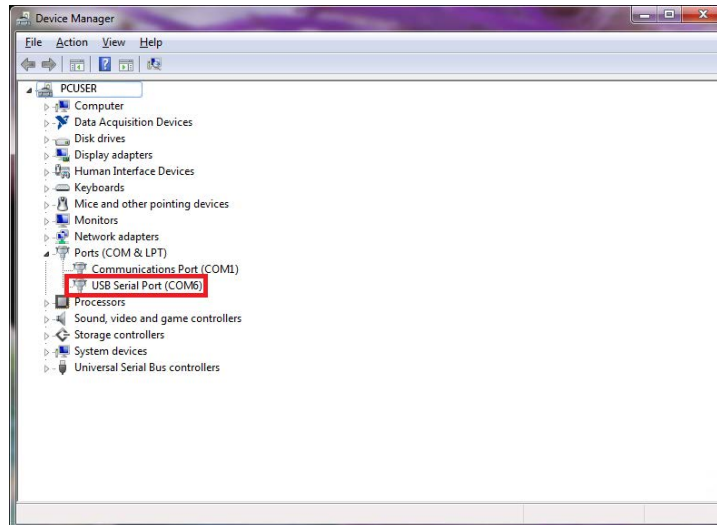 Device Manager
File Action View Help
PCUSER
Computer
Data Acquisition Devices
Disk drives
Display adapters
Human Interface Devices
Keyboards
Mice and other pointing devices
Monitors
Network adapters
Ports (COM & LPT)
Communications Port (COM1)
USB Serial Port (COM6)
Processors
Sound, video and game controllers
Storage controllers
System devices
Universal Serial Bus controllers